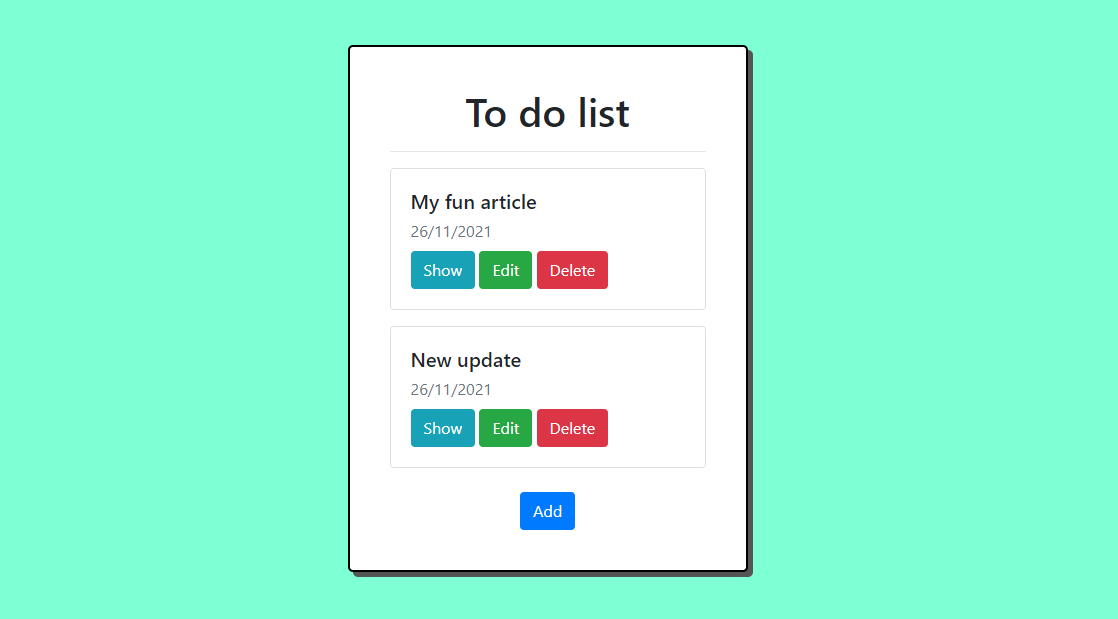 To do list
My fun article
26/11/2021
Show Edit Delete
New update
26/11/2021
Show Edit Delete
Add